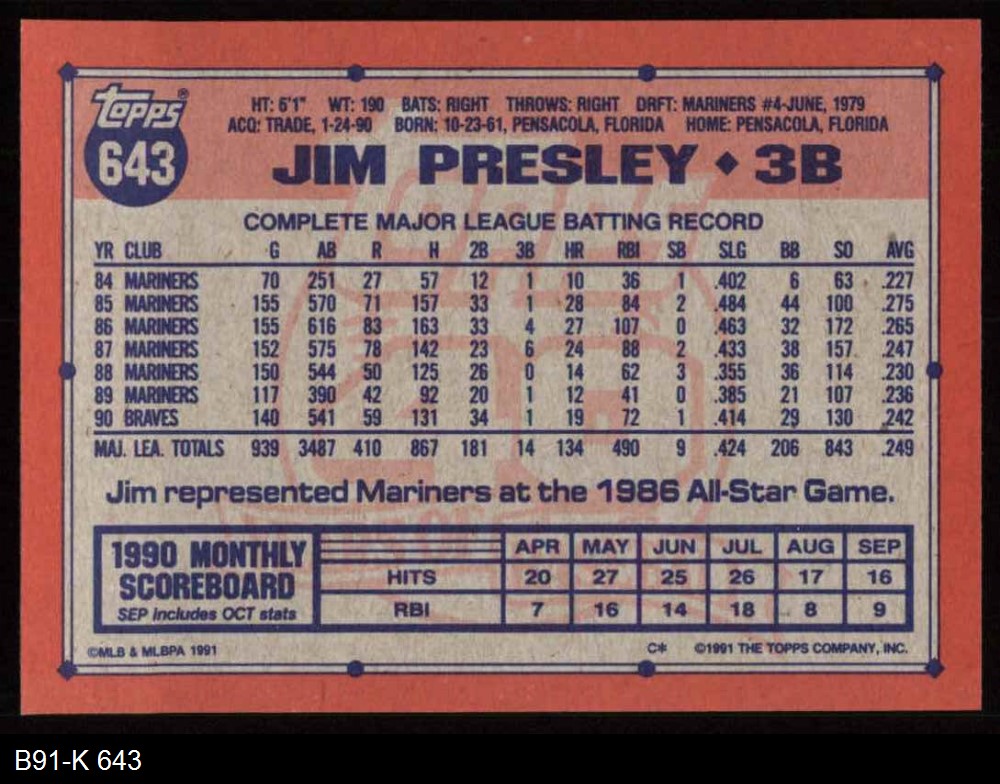 Topps®
643
HT: 6'1" WT: 190 BATS: RIGHT THROWS: RIGHT DRFT: MARINERS #4-JUNE, 1979
ACQ: TRADE, 1-24-90 BORN: 10-23-61, PENSACOLA, FLORIDA HOME: PENSACOLA, FLORIDA
JIM PRESLEY ◆ 3B
COMPLETE MAJOR LEAGUE BATTING RECORD
YR CLUB G AB R H 2B 3B HR RBI SB SLG BB SO AVG
84 MARINERS 70 251 27 57 12 1 10 36 1 .402 6 63 .227
85 MARINERS 155 570 71 157 33 1 28 84 2 .484 44 100 .275
86 MARINERS 155 616 83 163 33 4 27 107 0 .463 32 172 .265
87 MARINERS 152 575 78 142 23 6 24 88 2 .433 38 157 .247
88 MARINERS 150 544 50 125 26 0 14 62 3 .355 36 114 .230
89 MARINERS 117 390 42 92 20 1 12 41 0 .385 21 107 .236
90 BRAVES 140 541 59 131 34 1 19 72 1 .414 29 130 .242
MAJ. LEA. TOTALS 939 3487 410 867 181 14 134 490 9 .424 206 843 .249
Jim represented Mariners at the 1986 All-Star Game.
1990 MONTHLY
SCOREBOARD
SEP includes OCT stats
APR MAY JUN JUL AUG SEP
HITS 20 27 25 26 17 16
RBI 7 16 14 18 8 9
©MLB & MLBPA 1991 C* ©1991 THE TOPPS COMPANY, INC.
B91-K 643